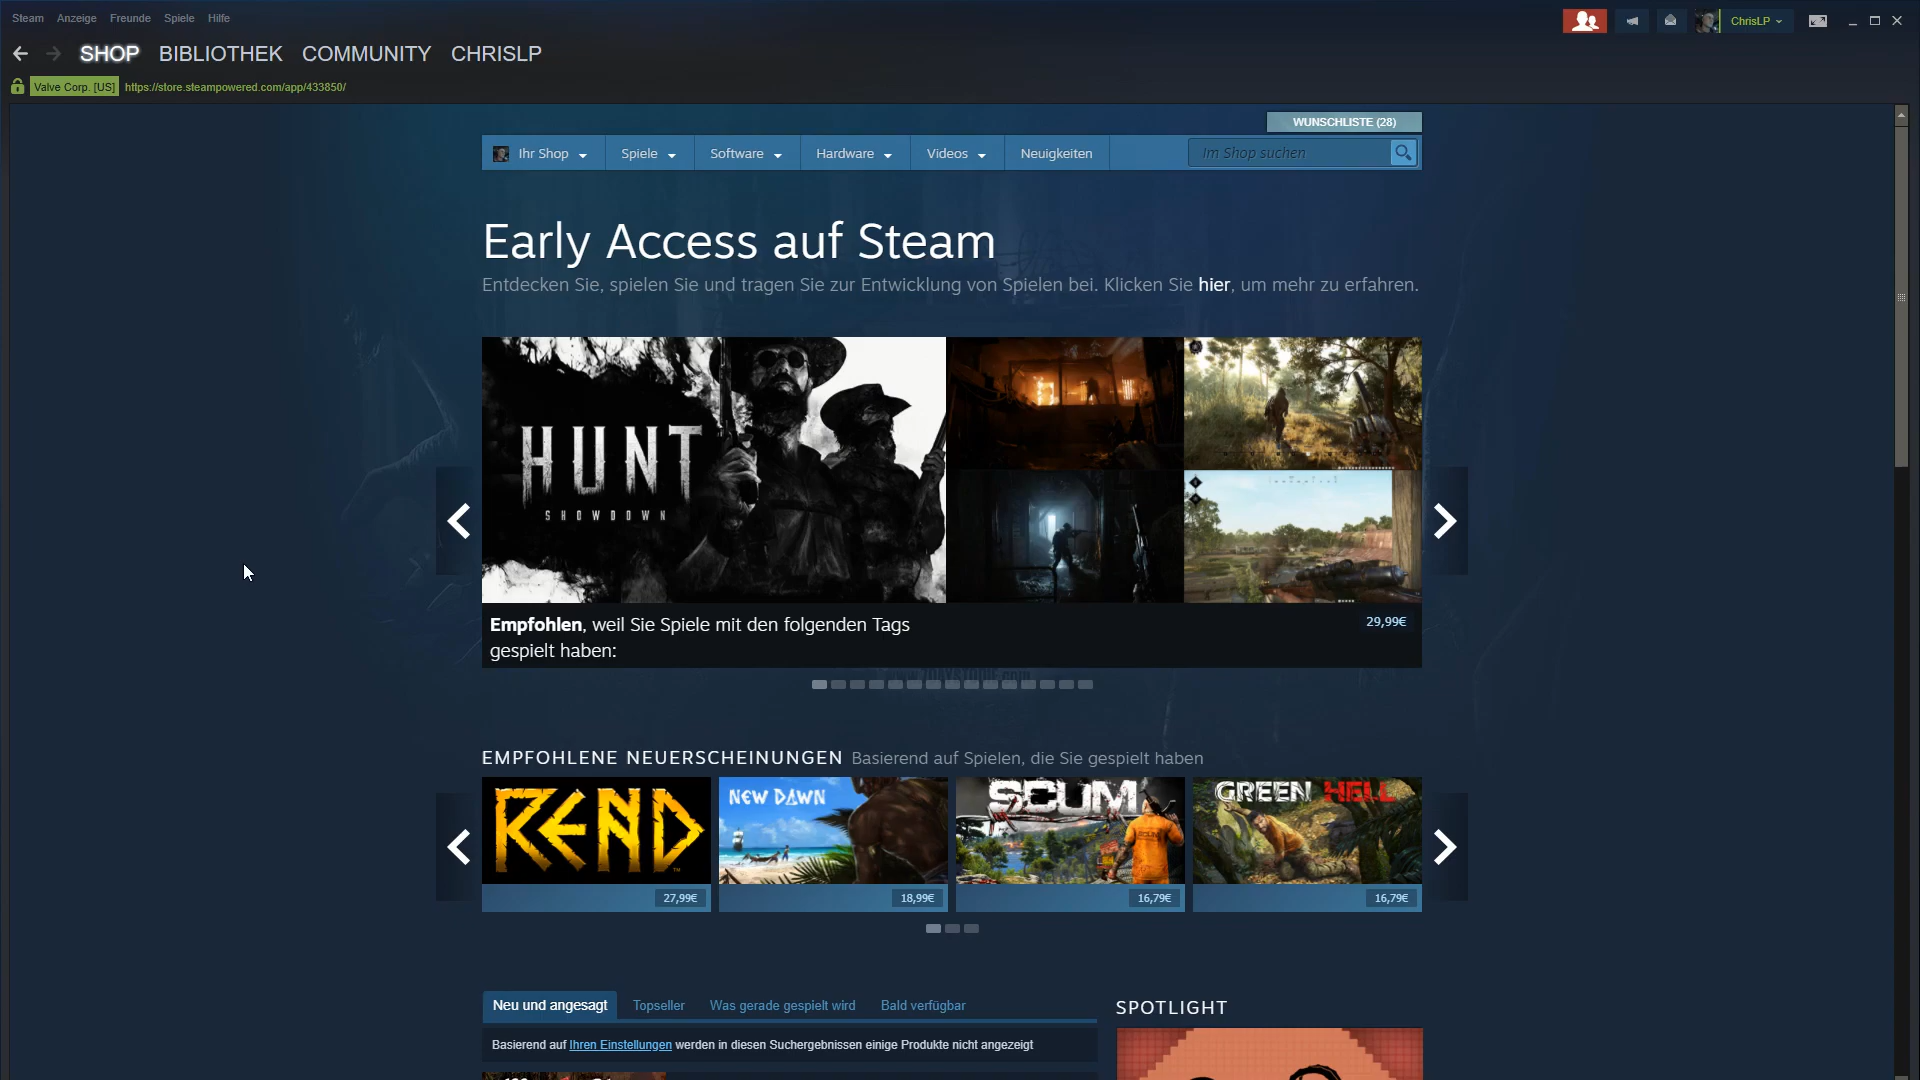 Steam Anzeige Freunde Spiele Hilfe
ChrisLP
SHOP BIBLIOTHEK COMMUNITY CHRISLP
Valve Corp. [US] https://store.steampowered.com/app/433850/
WUNSCHLISTE (28)
Ihr Shop Spiele Software Hardware Videos Neuigkeiten Im Shop suchen
Early Access auf Steam
Entdecken Sie, spielen Sie und tragen Sie zur Entwicklung von Spielen bei. Klicken Sie hier, um mehr zu erfahren.
HUNT
SHOWDOWN
Empfohlen, weil Sie Spiele mit den folgenden Tags
gespielt haben:
29,99€
EMPFOHLENE NEUERSCHEINUNGEN Basierend auf Spielen, die Sie gespielt haben
REND NEW DAWN SCUM GREEN HELL
27,99€ 18,99€ 16,79€ 16,79€
Neu und angesagt Topseller Was gerade gespielt wird Bald verfügbar
SPOTLIGHT
Basierend auf Ihren Einstellungen werden in diesen Suchergebnissen einige Produkte nicht angezeigt